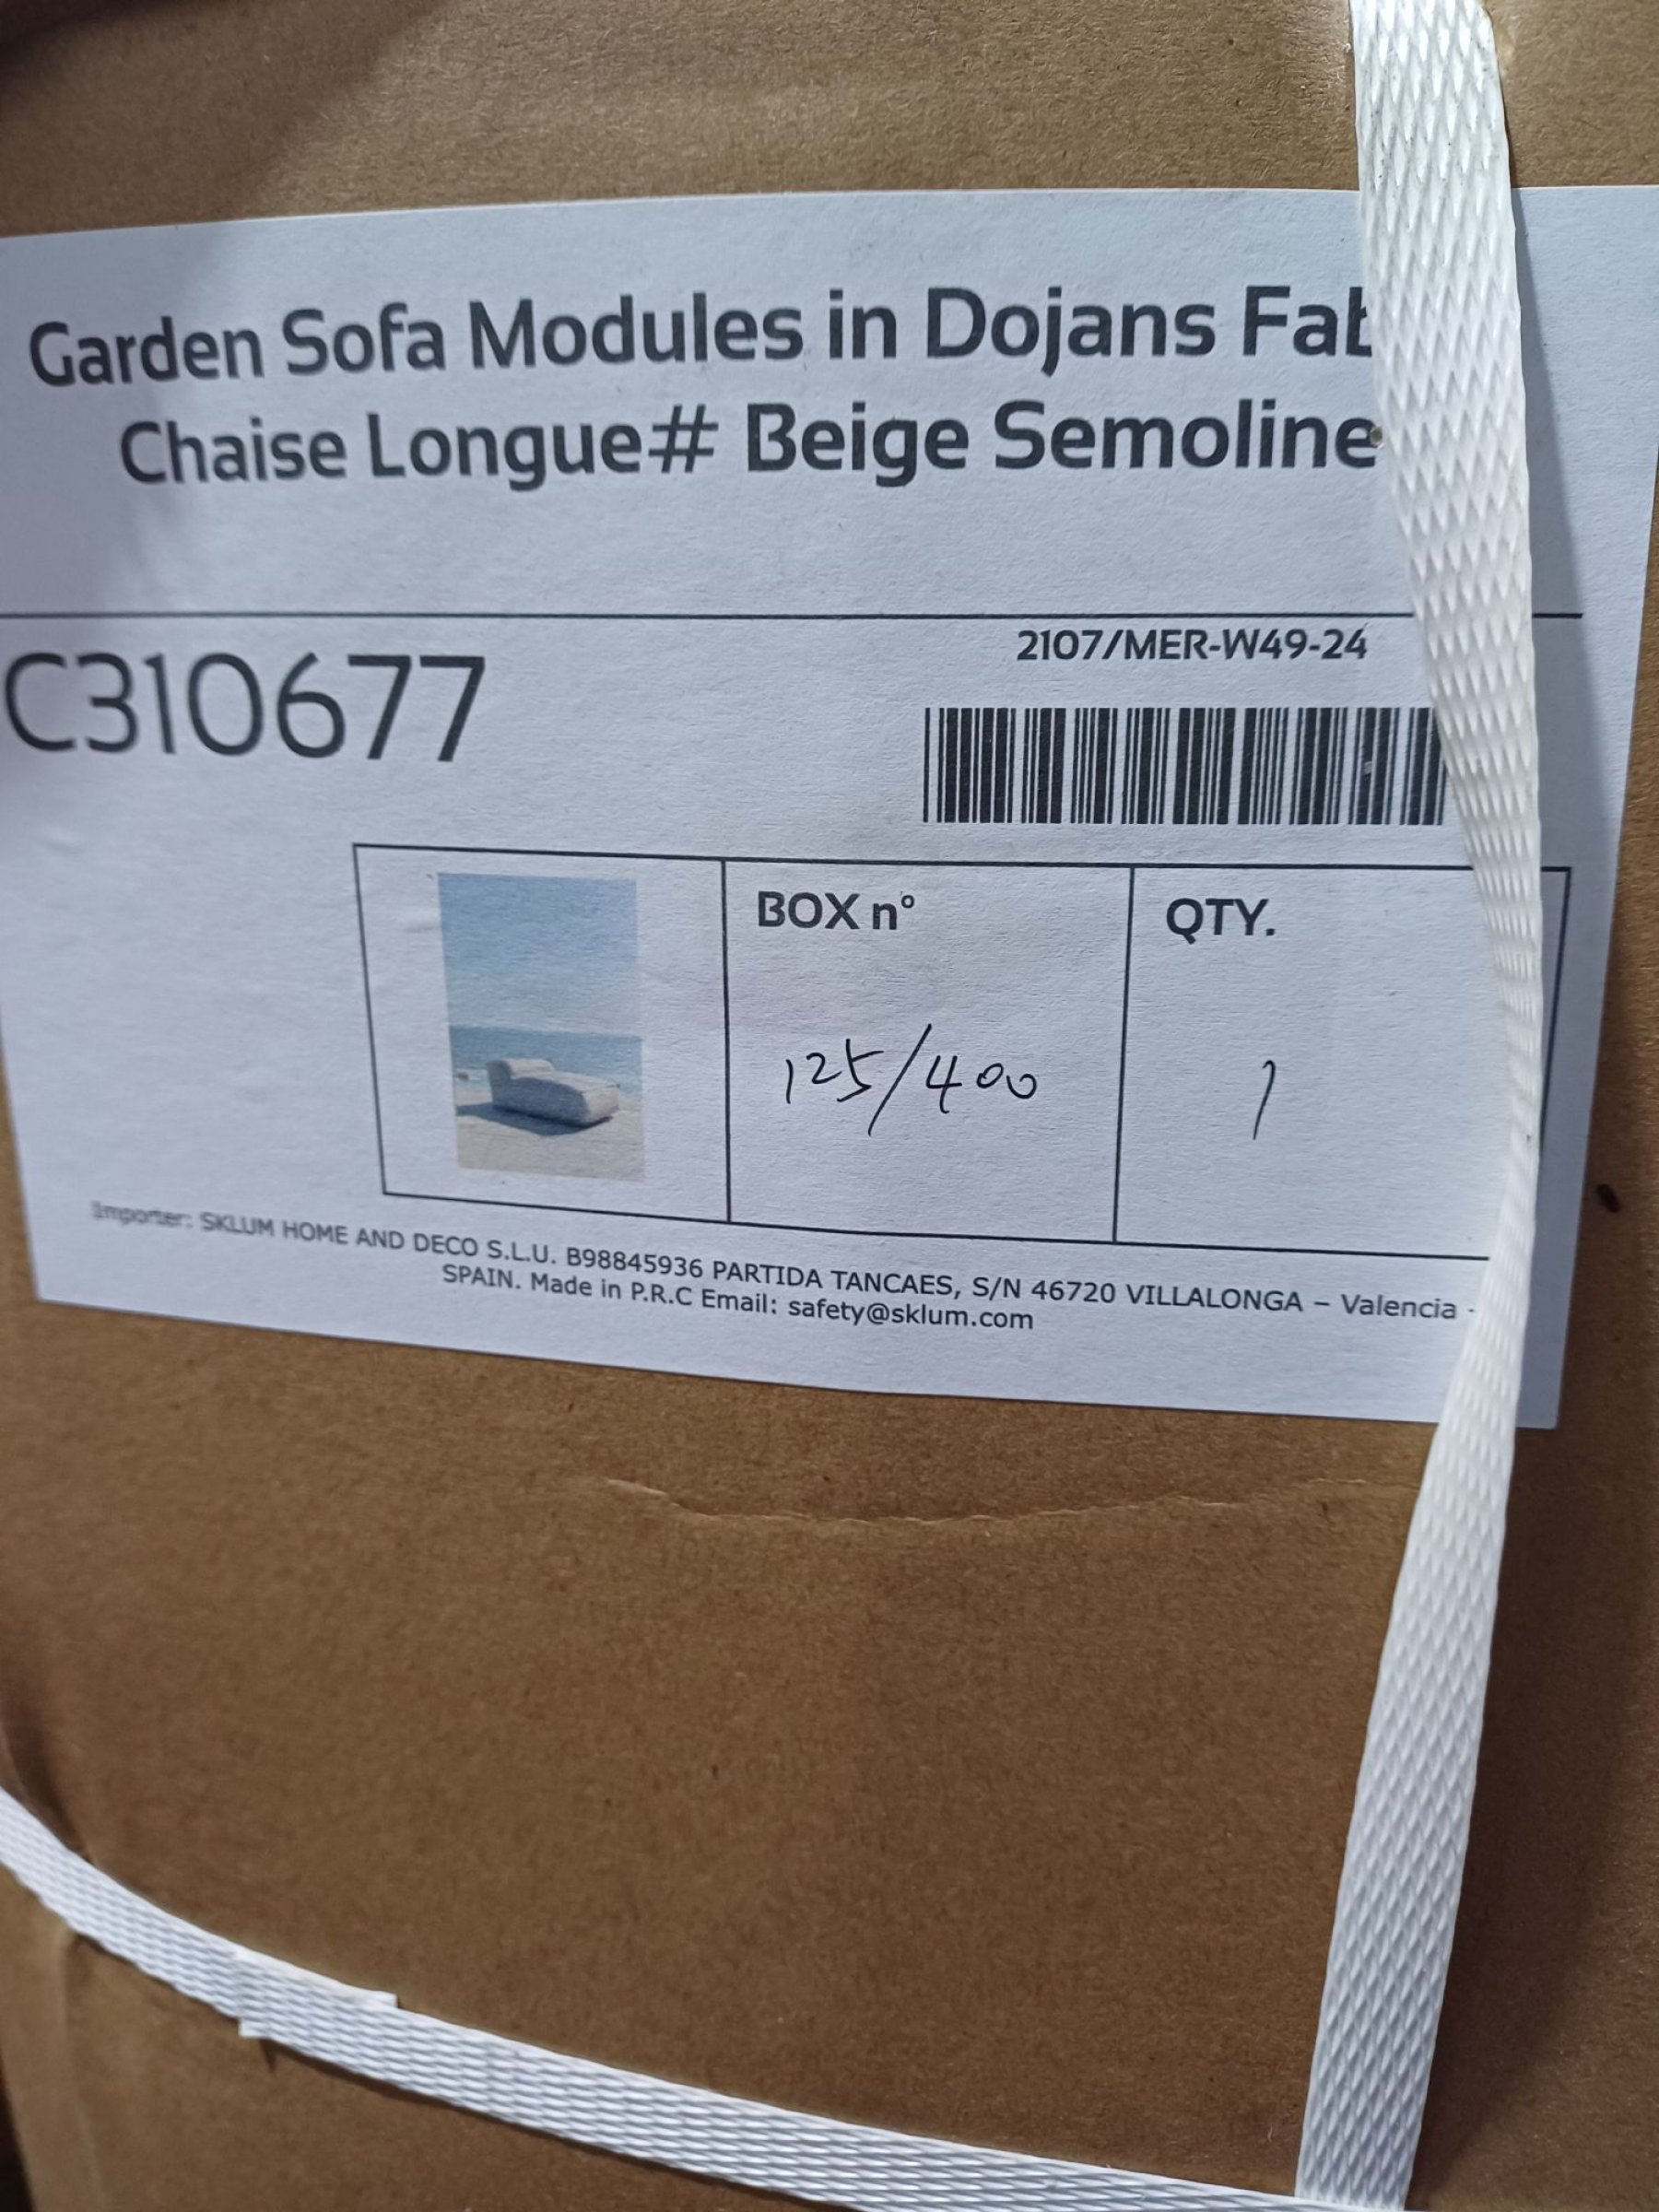 Garden Sofa Modules in Dojans
Chaise Longue# Beige Semoline
C310677
2107/MER-W49-24
BOX nº
QTY.
125/400
1
Importer: SKLUM HOME AND DECO S.L.U. B98845936 PARTIDA TANCAES, S/N 46720 VILLALONGA – Valencia -
SPAIN. Made in P.R.C Email: safety@sklum.com